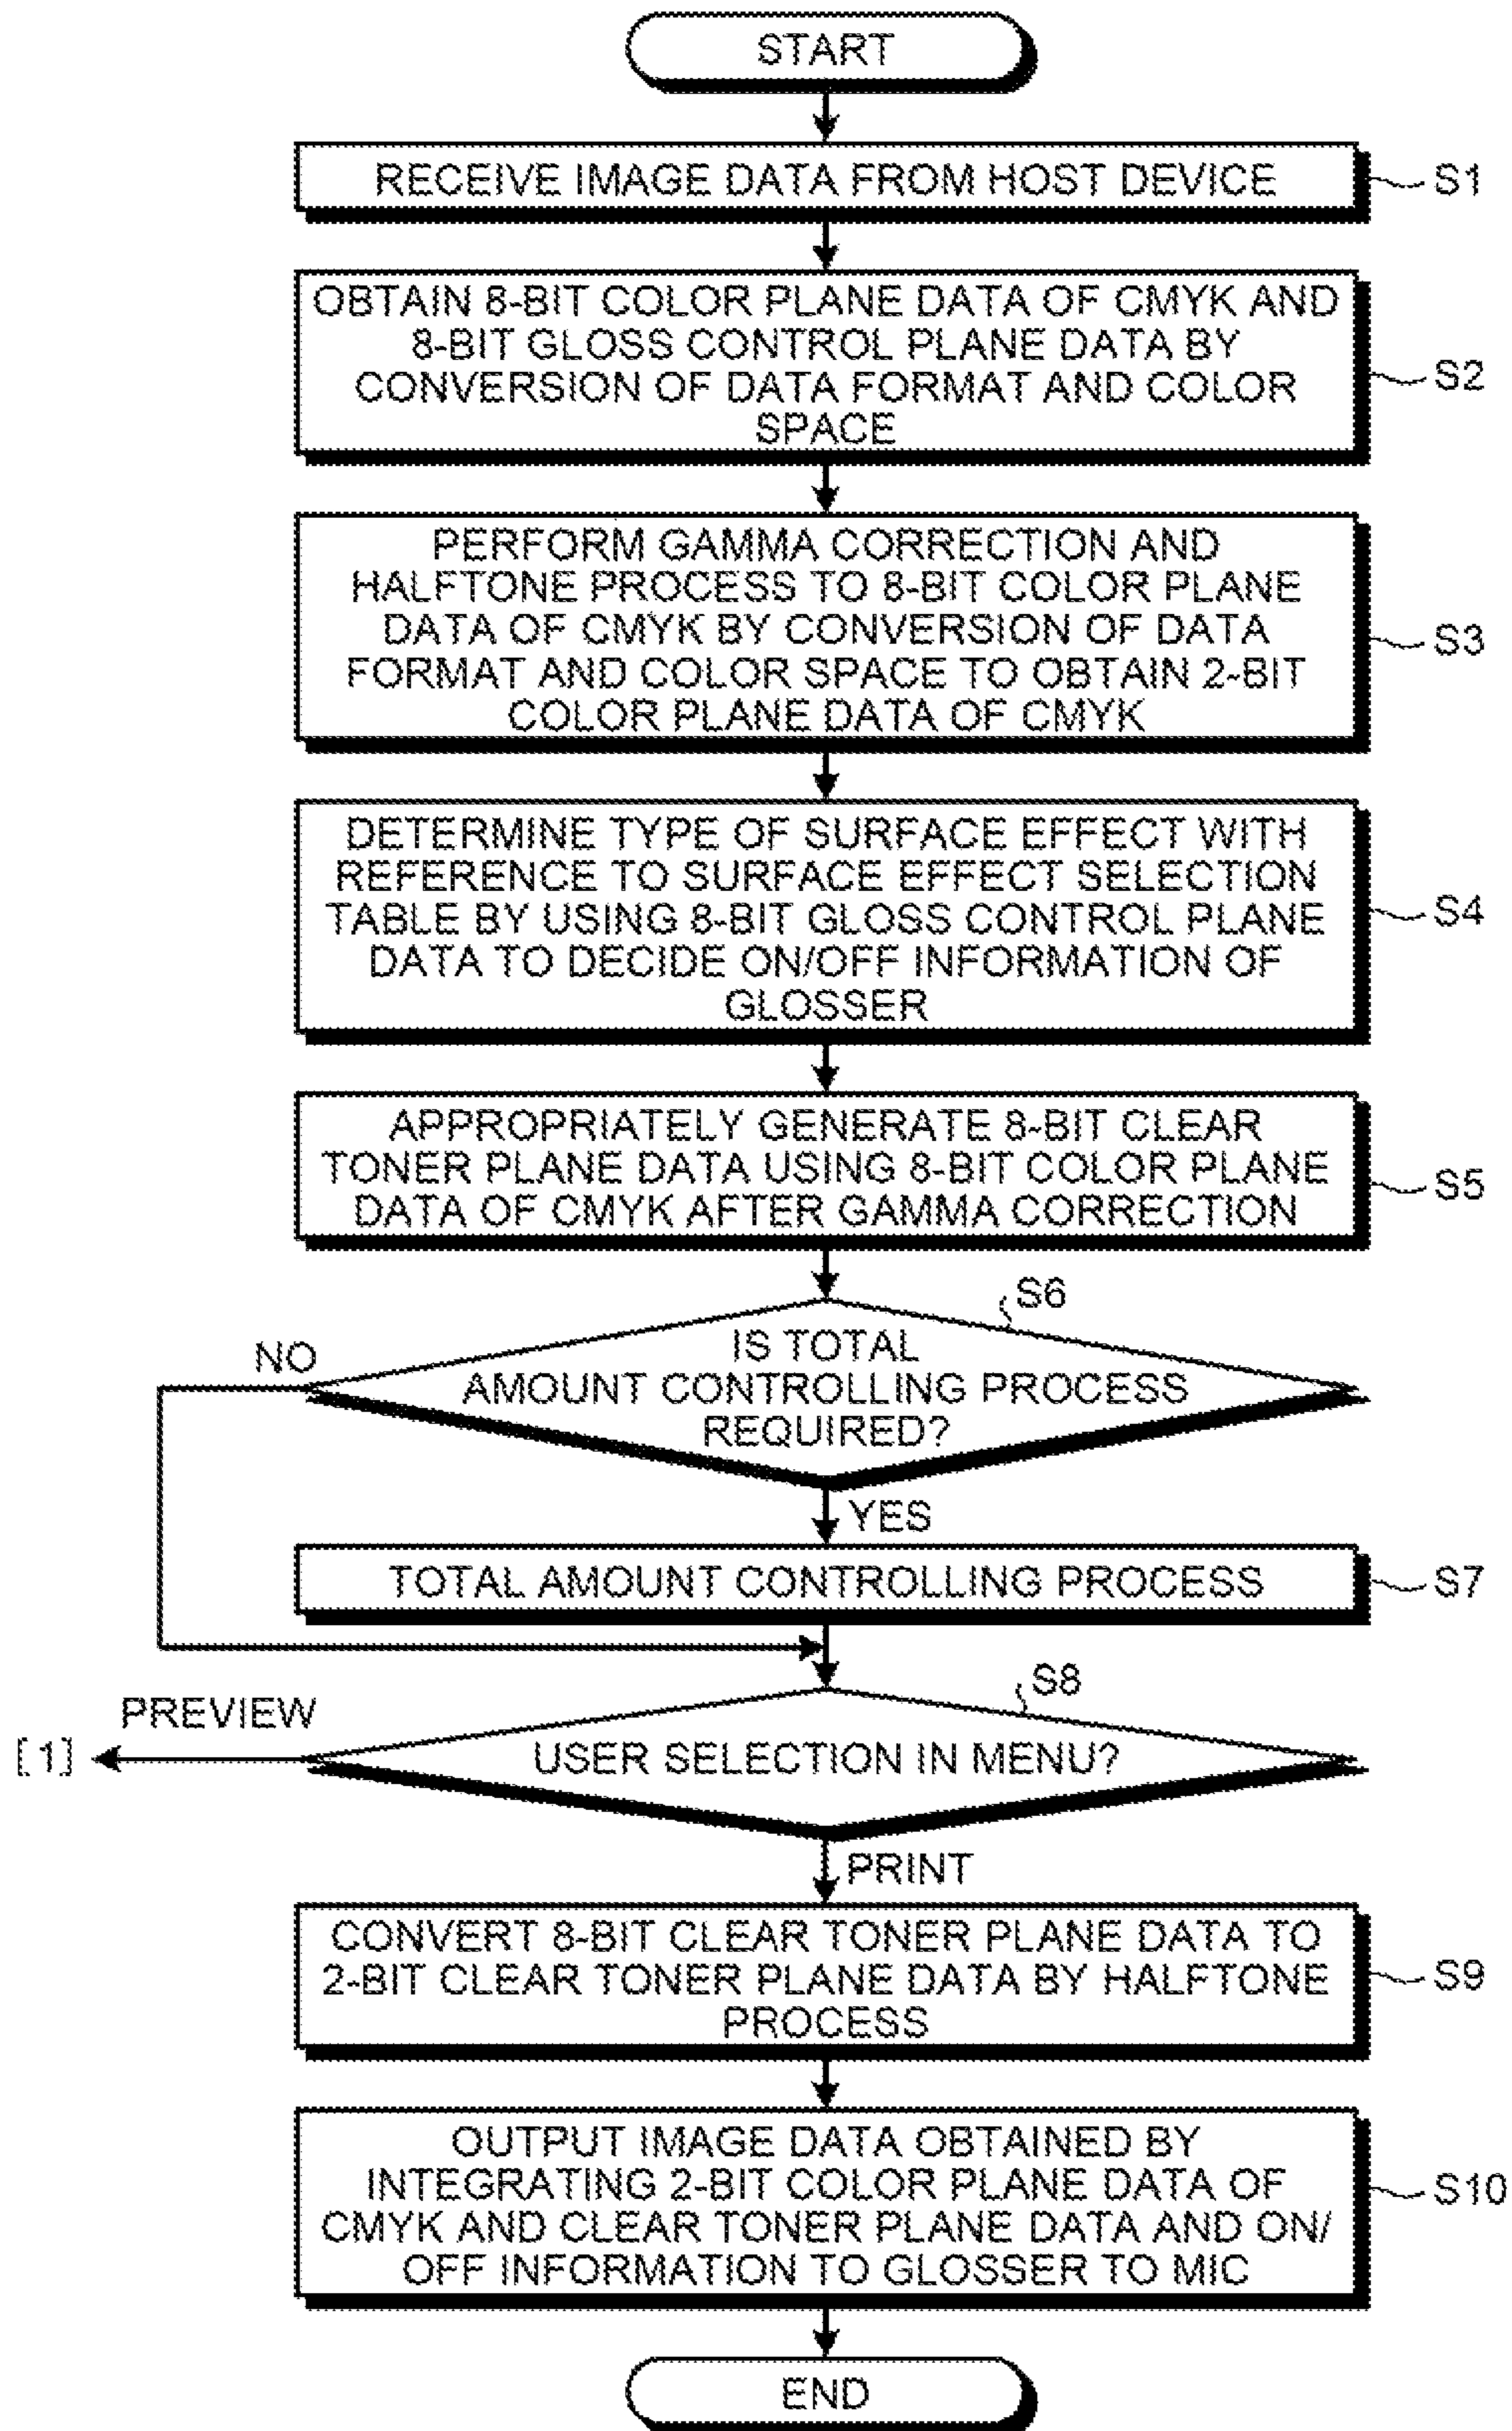 START
RECEIVE IMAGE DATA FROM HOST DEVICE
S1
OBTAIN 8-BIT COLOR PLANE DATA OF CMYK AND
8-BIT GLOSS CONTROL PLANE DATA BY
CONVERSION OF DATA FORMAT AND COLOR
SPACE
S2
PERFORM GAMMA CORRECTION AND
HALFTONE PROCESS TO 8-BIT COLOR PLANE
DATA OF CMYK BY CONVERSION OF DATA
FORMAT AND COLOR SPACE TO OBTAIN 2-BIT
COLOR PLANE DATA OF CMYK
S3
DETERMINE TYPE OF SURFACE EFFECT WITH
REFERENCE TO SURFACE EFFECT SELECTION
TABLE BY USING 8-BIT GLOSS CONTROL PLANE
DATA TO DECIDE ON/OFF INFORMATION OF
GLOSSER
S4
APPROPRIATELY GENERATE 8-BIT CLEAR
TONER PLANE DATA USING 8-BIT COLOR PLANE
DATA OF CMYK AFTER GAMMA CORRECTION
S5
S6
NO
IS TOTAL
AMOUNT CONTROLLING PROCESS
REQUIRED?
YES
TOTAL AMOUNT CONTROLLING PROCESS
S7
S8
PREVIEW
[1]
USER SELECTION IN MENU?
PRINT
CONVERT 8-BIT CLEAR TONER PLANE DATA TO
2-BIT CLEAR TONER PLANE DATA BY HALFTONE
PROCESS
S9
OUTPUT IMAGE DATA OBTAINED BY
INTEGRATING 2-BIT COLOR PLANE DATA OF
CMYK AND CLEAR TONER PLANE DATA AND ON/
OFF INFORMATION TO GLOSSER TO MIC
S10
END